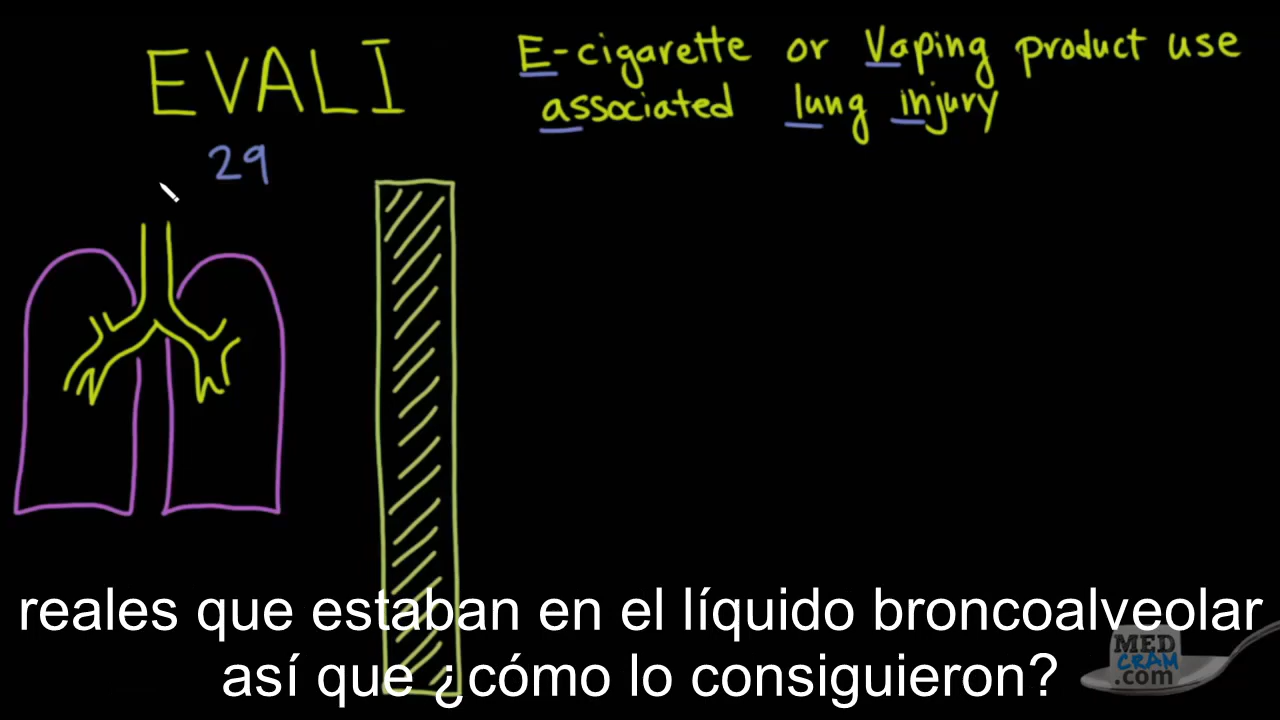 EVALI
E-cigarette or Vaping product use
associated lung injury
29
reales que estaban en el líquido broncoalveolar
así que ¿cómo lo consiguieron?
MED
CRAM
.com